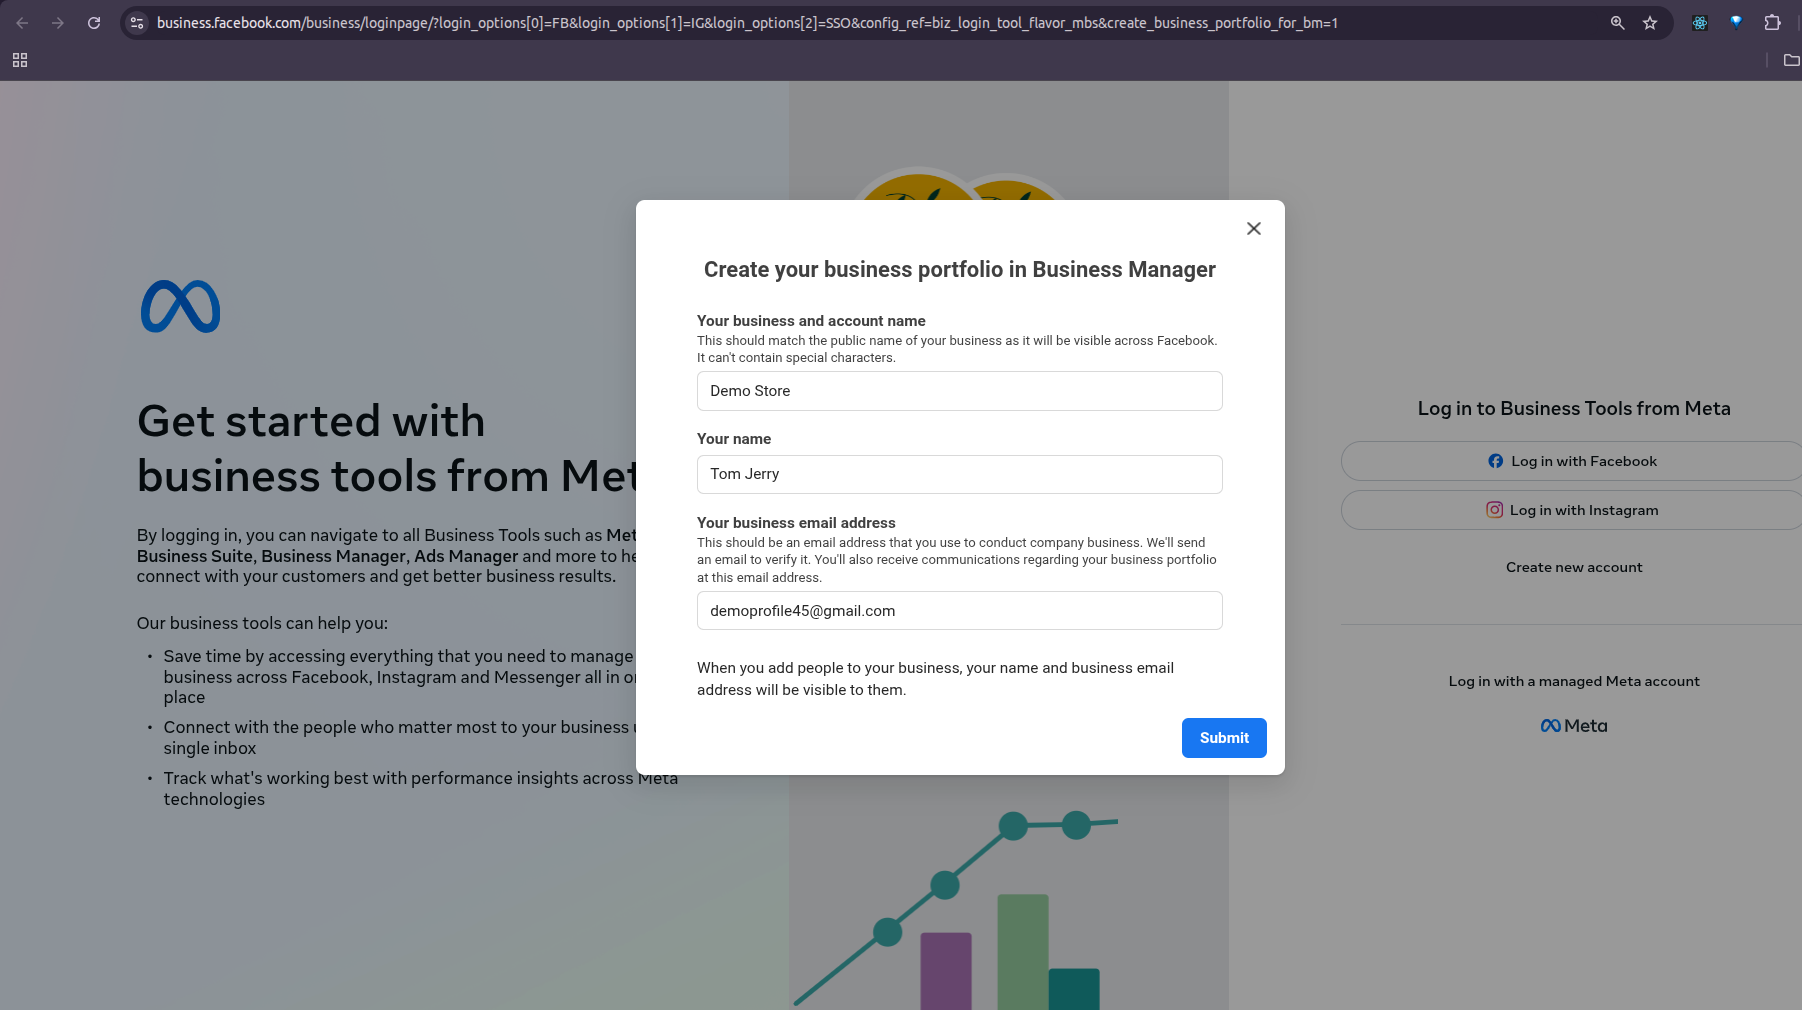 business.facebook.com/business/loginpage/?login_options[0]=FB&login_options[1]=IG&login_options[2]=SSO&config_ref=biz_login_tool_flavor_mbs&create_business_portfolio_for_bm=1
Get started with
business tools from Met
By logging in, you can navigate to all Business Tools such as Met
Business Suite, Business Manager, Ads Manager and more to he
connect with your customers and get better business results.
Our business tools can help you:
• Save time by accessing everything that you need to manage
business across Facebook, Instagram and Messenger all in or
place
• Connect with the people who matter most to your business u
single inbox
• Track what's working best with performance insights across Meta
technologies
Create your business portfolio in Business Manager
Your business and account name
This should match the public name of your business as it will be visible across Facebook.
It can't contain special characters.
Demo Store
Your name
Tom Jerry
Your business email address
This should be an email address that you use to conduct company business. We'll send
an email to verify it. You'll also receive communications regarding your business portfolio
at this email address.
demoprofile45@gmail.com
When you add people to your business, your name and business email
address will be visible to them.
Submit
Log in to Business Tools from Meta
Log in with Facebook
Log in with Instagram
Create new account
Log in with a managed Meta account
Meta